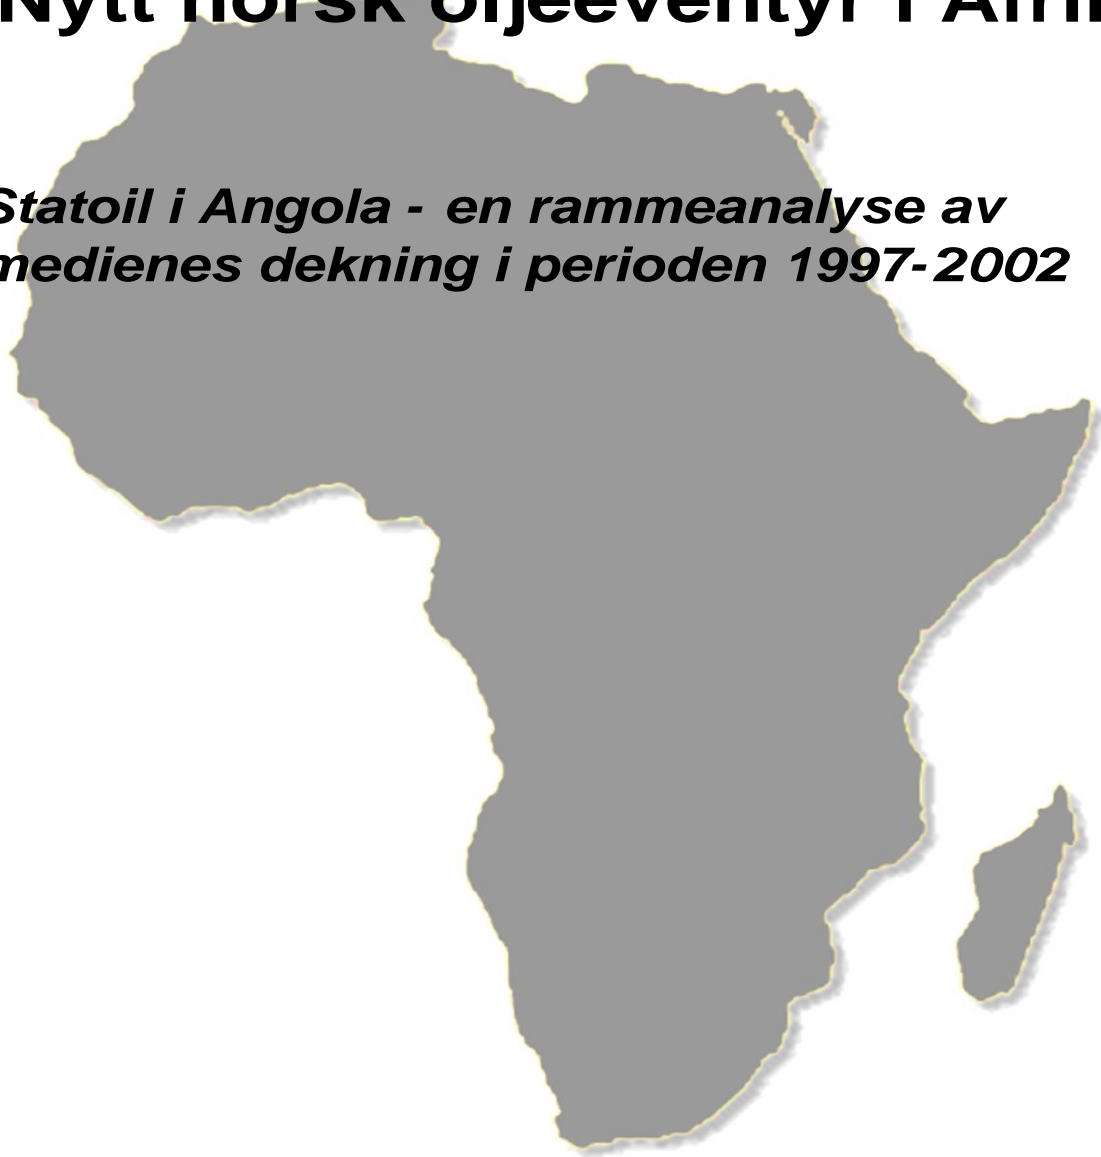 Nytt norsk oljeeventyr i Afri
Statoil i Angola - en rammeanalyse av
medienes dekning i perioden 1997-2002